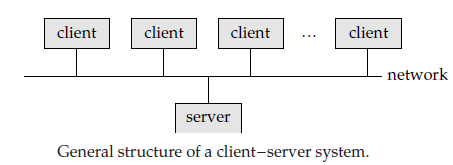 client client client ... client
network
server
General structure of a client–server system.